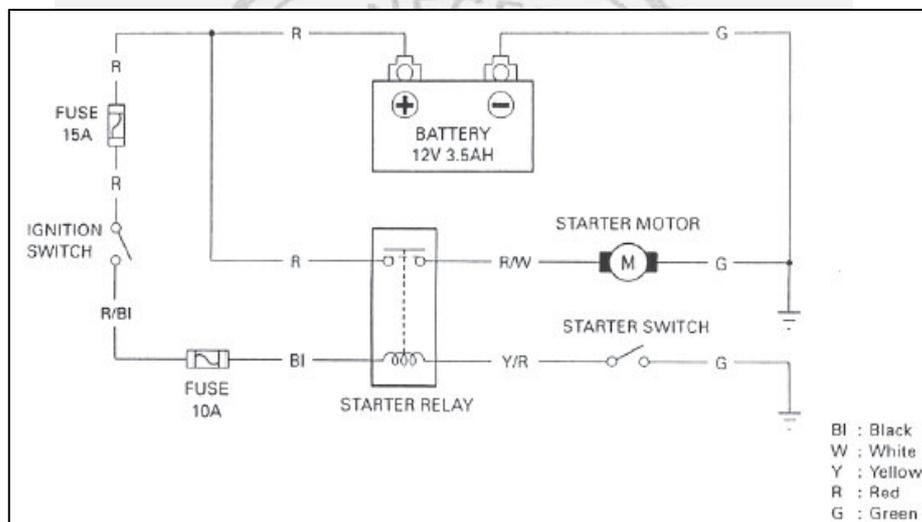 R
G
R
FUSE
15A
+
−
BATTERY
12V 3.5AH
R
IGNITION
SWITCH
STARTER MOTOR
R
R/W
M
G
R/Bl
STARTER SWITCH
Bl
Y/R
G
FUSE
10A
STARTER RELAY
Bl : Black
W : White
Y : Yellow
R : Red
G : Green